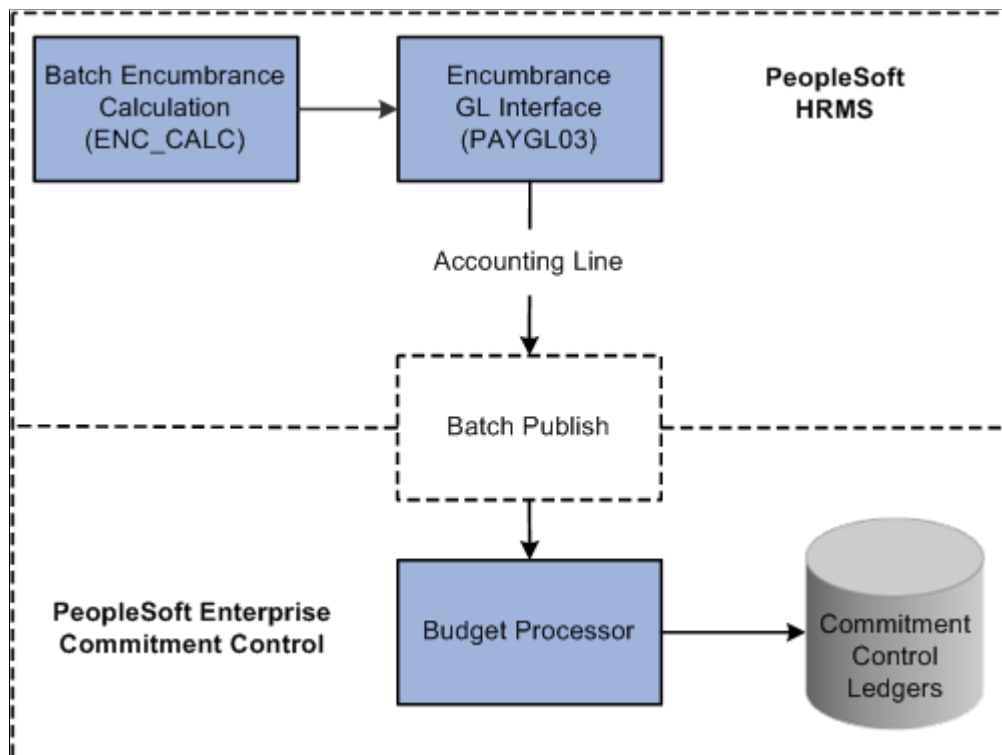 Batch Encumbrance
Calculation
(ENC_CALC)
Encumbrance
GL Interface
(PAYGL03)
PeopleSoft
HRMS
Accounting Line
Batch Publish
PeopleSoft Enterprise
Commitment Control
Budget Processor
Commitment
Control
Ledgers